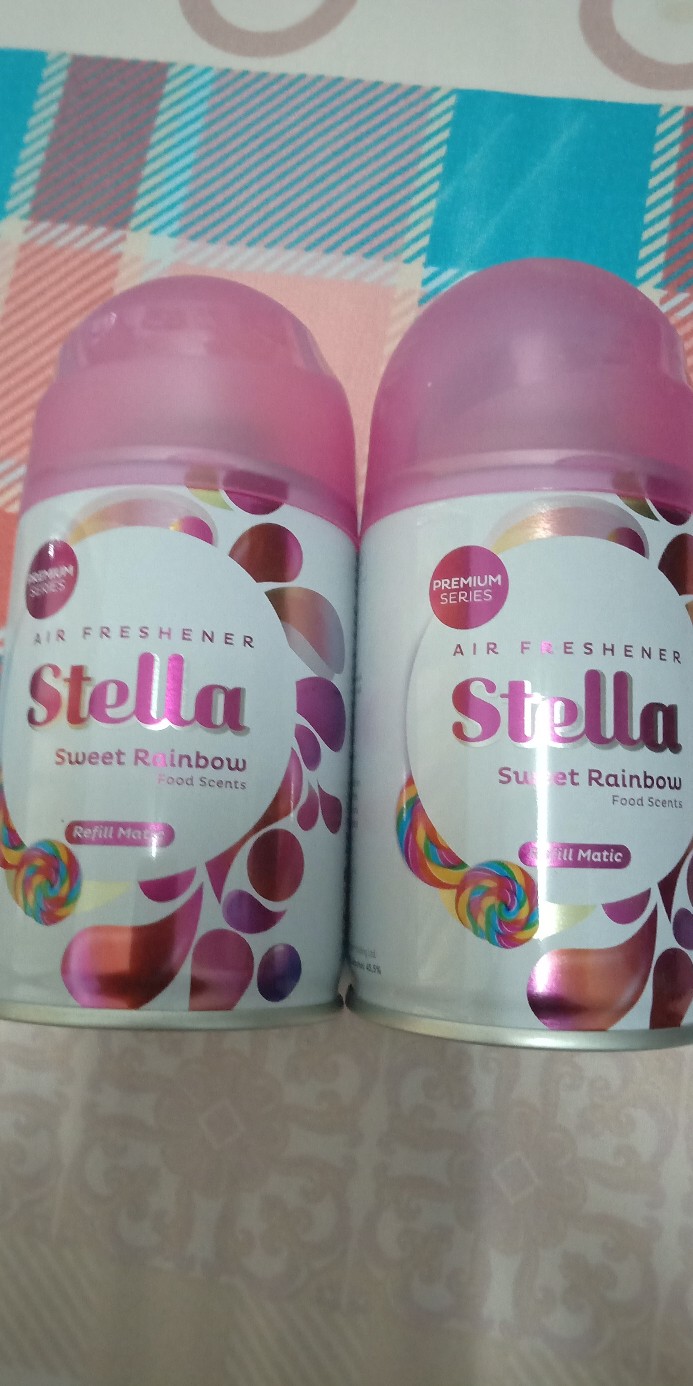 PREMIUM
SERIES
AIR FRESHENER
Stella
Sweet Rainbow
Food Scents
Refill Matic
PREMIUM
SERIES
AIR FRESHENER
Stella
Sweet Rainbow
Food Scents
Refill Matic